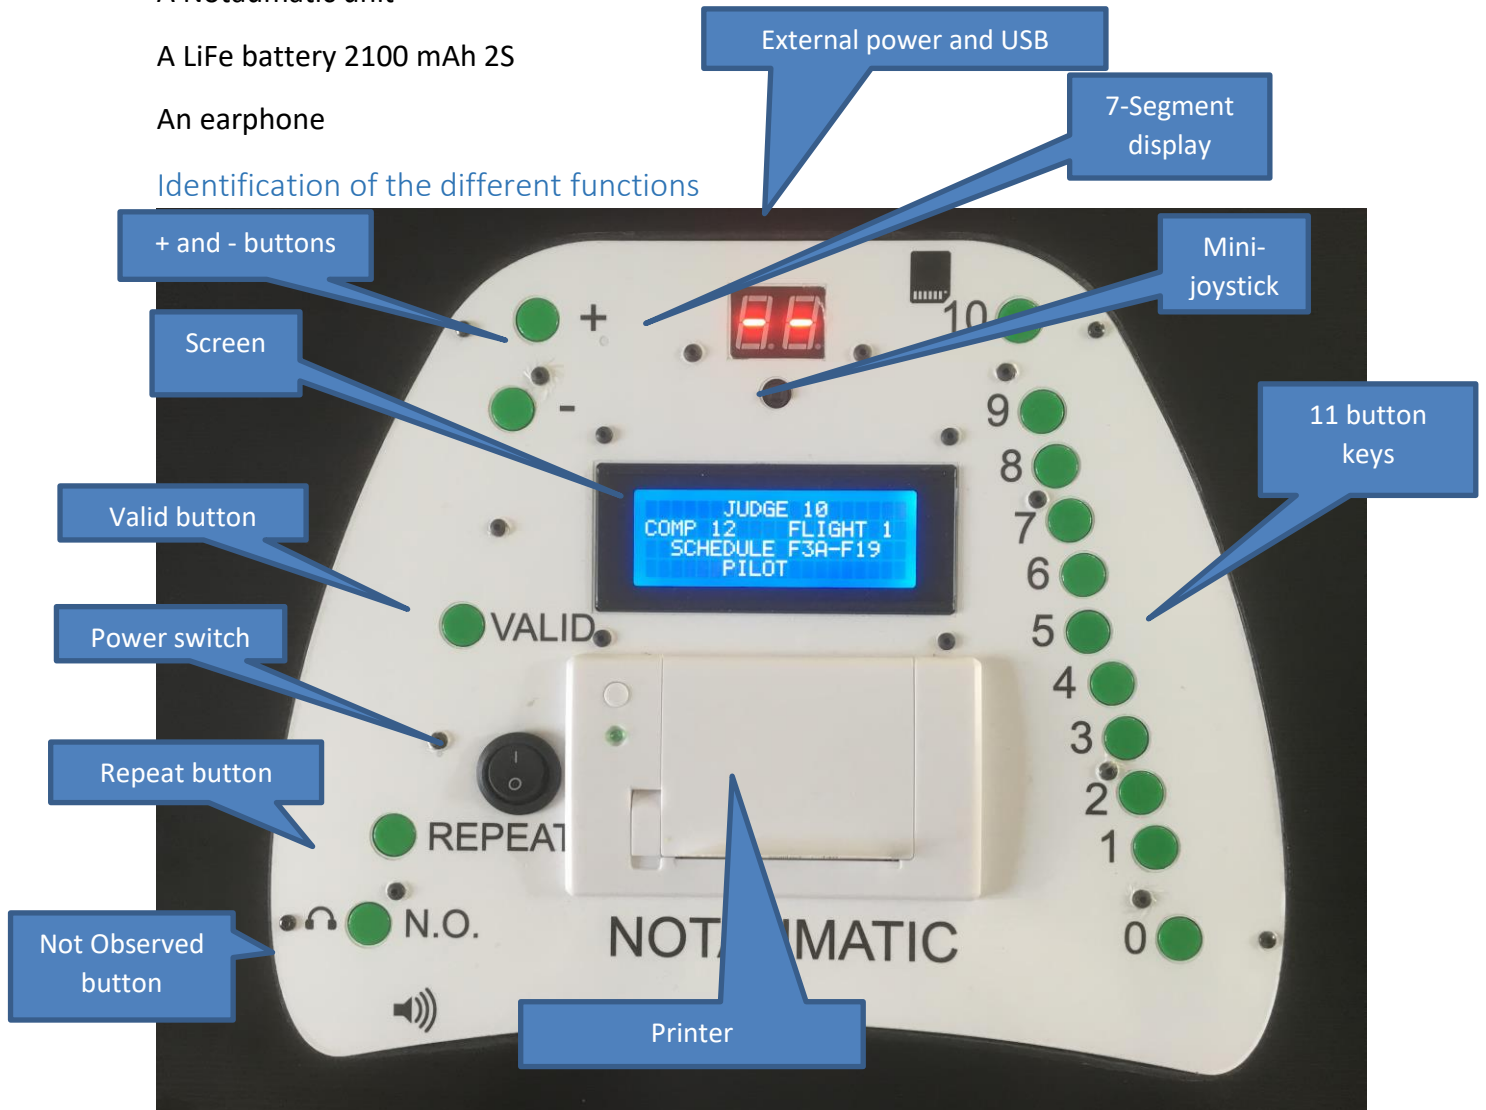 A Notaumatic unit
A LiFe battery 2100 mAh 2S
An earphone
Identification of the different functions
External power and USB
7-Segment
display
+ and - buttons
Mini-
joystick
Screen
11 button
keys
Valid button
Power switch
Repeat button
Not Observed
button
Printer
+
-
10
9
8
7
6
5
4
3
2
1
0
--
JUDGE 10
COMP 12 FLIGHT 1
SCHEDULE F3A-F19
PILOT
VALID
I
O
REPEAT
N.O.